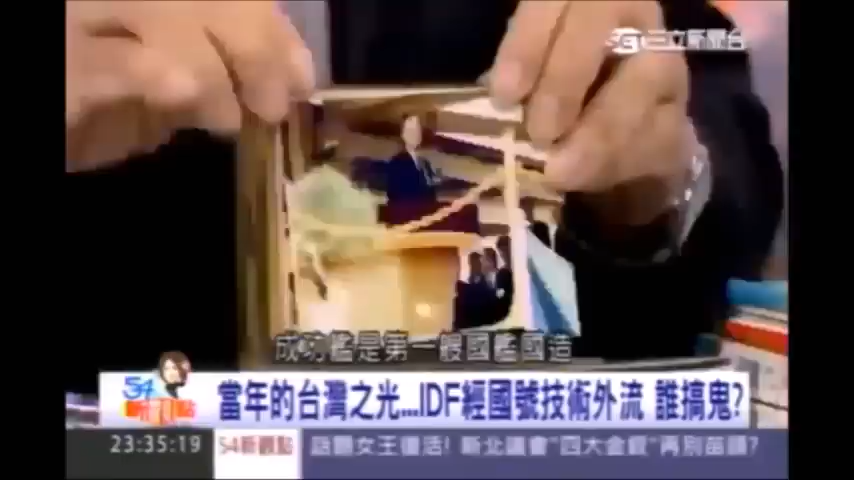 三立新聞台
成功艦是第一艘國艦國造
54新觀點
當年的台灣之光...IDF經國號技術外流 誰搞鬼?
23:35:19
54新觀點
話題女王復活! 新北議會"四大金釵"再別苗頭?